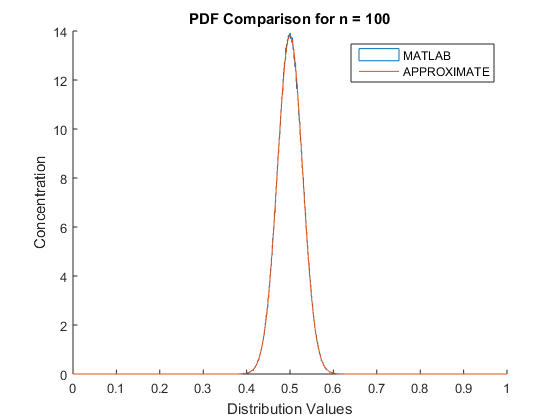 PDF Comparison for n = 100
MATLAB
APPROXIMATE
Concentration
14
12
10
8
6
4
2
0
0 0.1 0.2 0.3 0.4 0.5 0.6 0.7 0.8 0.9 1
Distribution Values